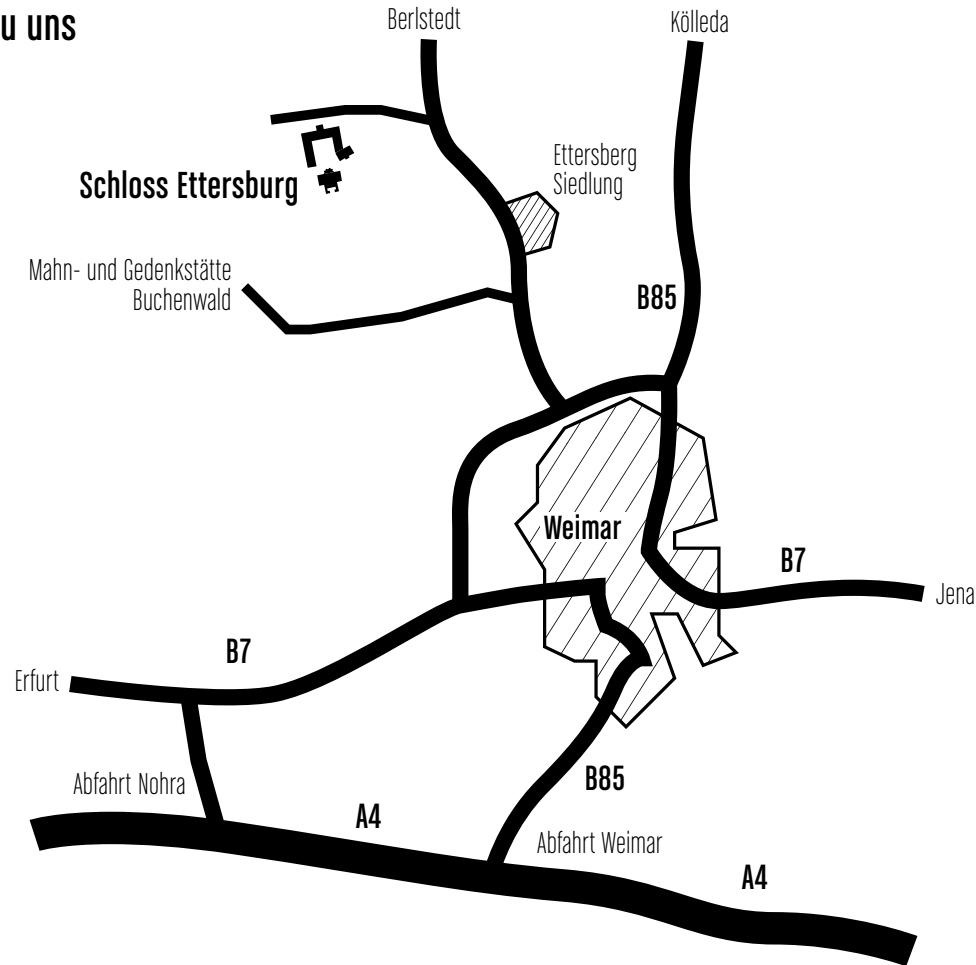 u uns
Berlstedt
Kölleda
Ettersberg
Siedlung
Schloss Ettersburg
Mahn- und Gedenkstätte
Buchenwald
B85
Weimar
B7
Jena
B7
Erfurt
B85
Abfahrt Nohra
A4
Abfahrt Weimar
A4